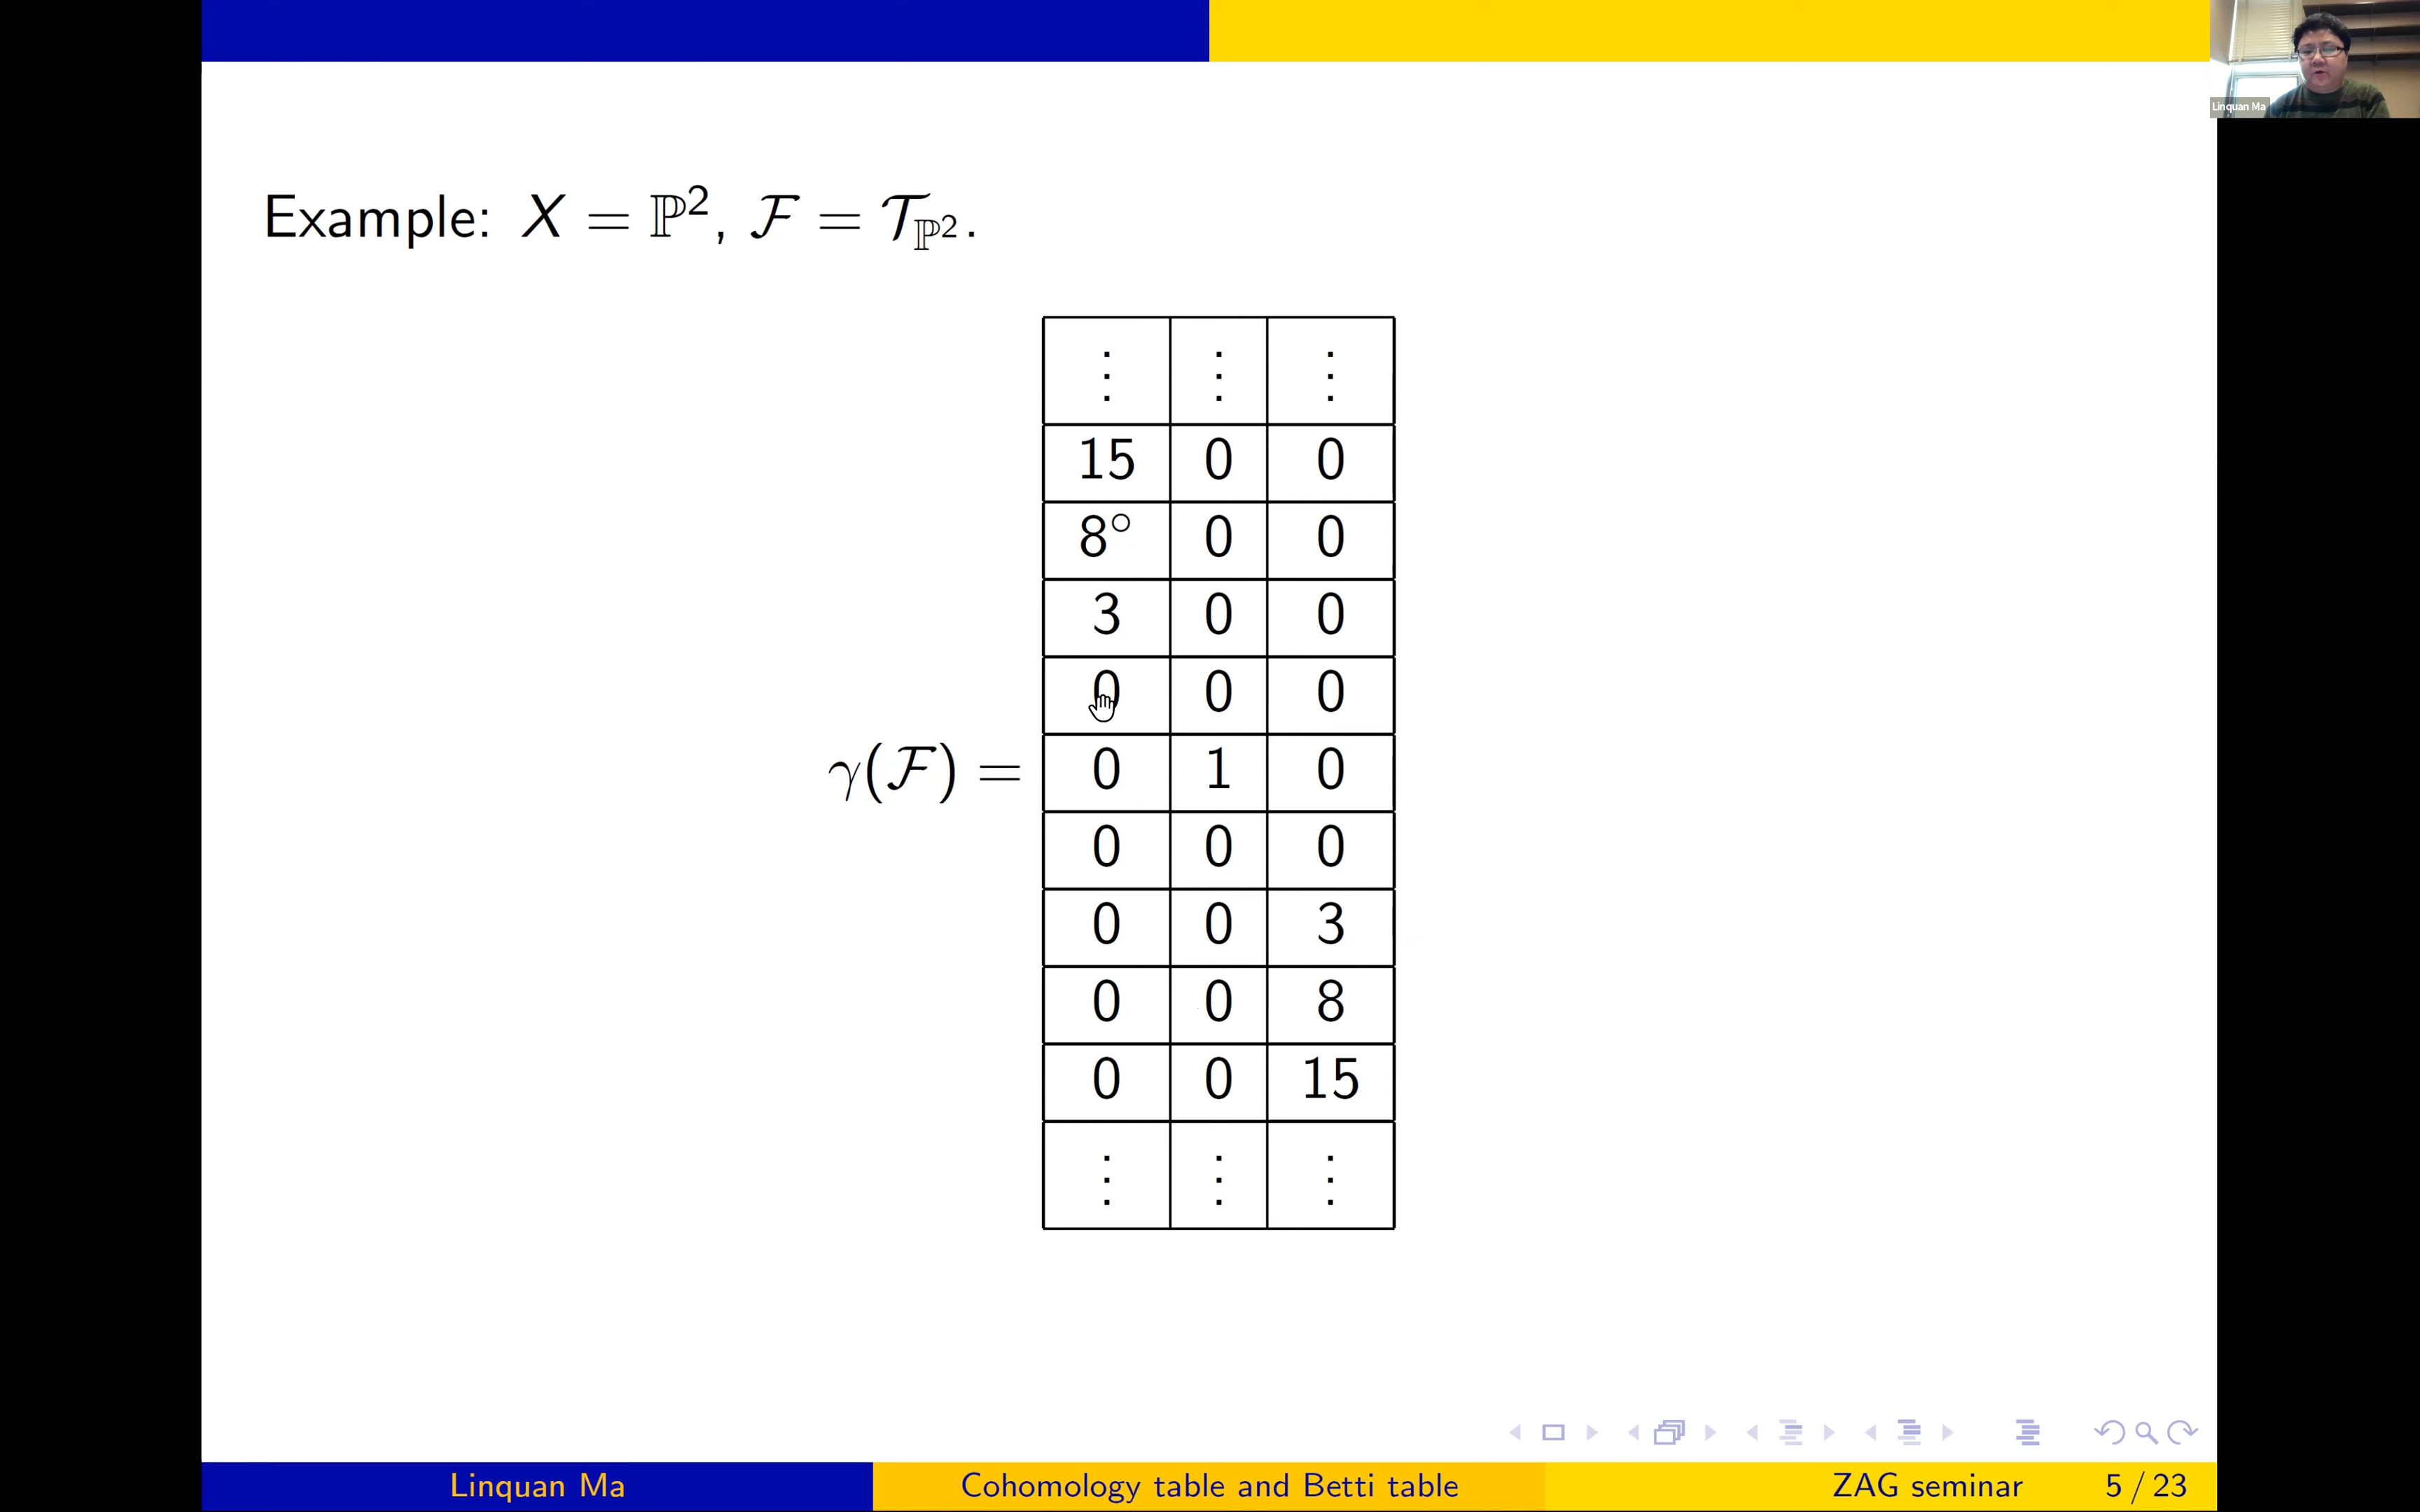 Linquan Ma
Example: X = ℙ², ℱ = 𝒯_ℙ².
⋮ ⋮ ⋮
15 0 0
8° 0 0
3 0 0
0 0 0
γ(ℱ) = 0 1 0
0 0 0
0 0 3
0 0 8
0 0 15
⋮ ⋮ ⋮
Linquan Ma Cohomology table and Betti table ZAG seminar 5 / 23